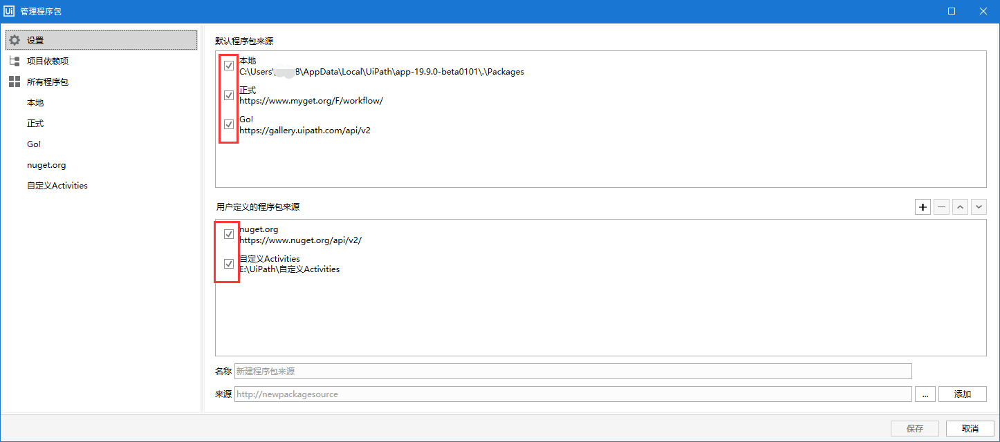 Ui 管理程序包
设置
项目依赖项
所有程序包
本地
正式
Go!
nuget.org
自定义Activities
默认程序包来源
本地
C:\Users\ 8\AppData\Local\UiPath\app-19.9.0-beta0101\.\Packages
正式
https://www.myget.org/F/workflow/
Go!
https://gallery.uipath.com/api/v2
用户定义的程序包来源
nuget.org
https://www.nuget.org/api/v2/
自定义Activities
E:\UiPath\自定义Activities
名称 新建程序包来源
来源 http://newpackagesource ... 添加
保存 取消